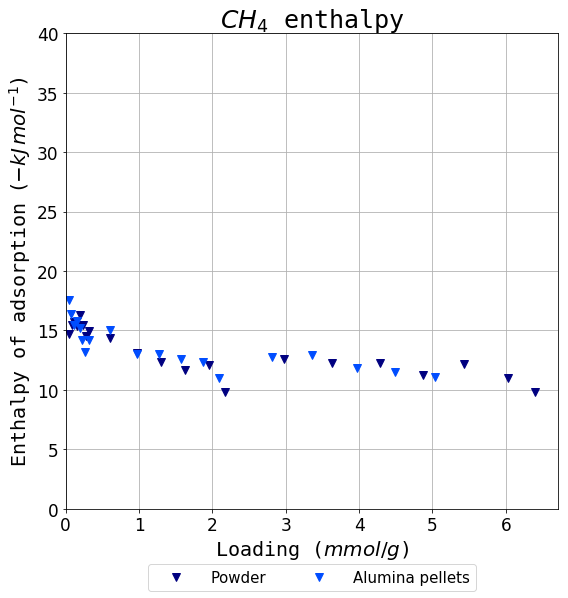 CH₄ enthalpy
40
35
30
25
20
15
10
5
0
Enthalpy of adsorption (−kJ mol⁻¹)
0 1 2 3 4 5 6
Loading (mmol/g)
Powder Alumina pellets